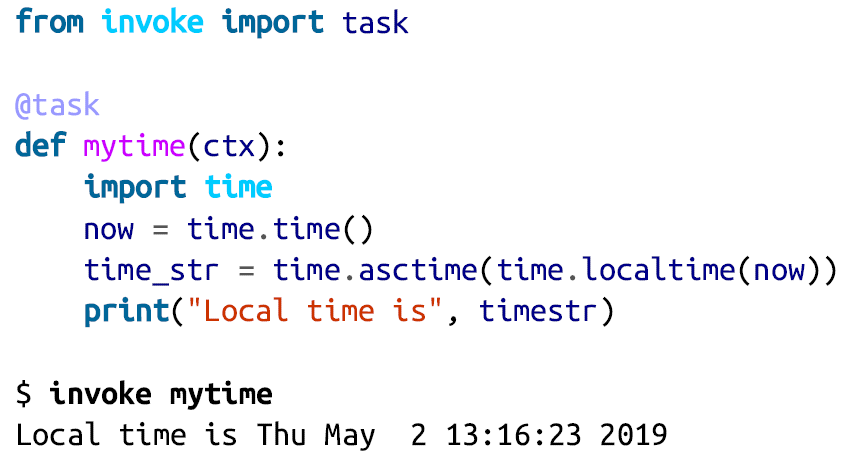 from invoke import task

@task
def mytime(ctx):
    import time
    now = time.time()
    time_str = time.asctime(time.localtime(now))
    print("Local time is", timestr)

$ invoke mytime
Local time is Thu May  2 13:16:23 2019